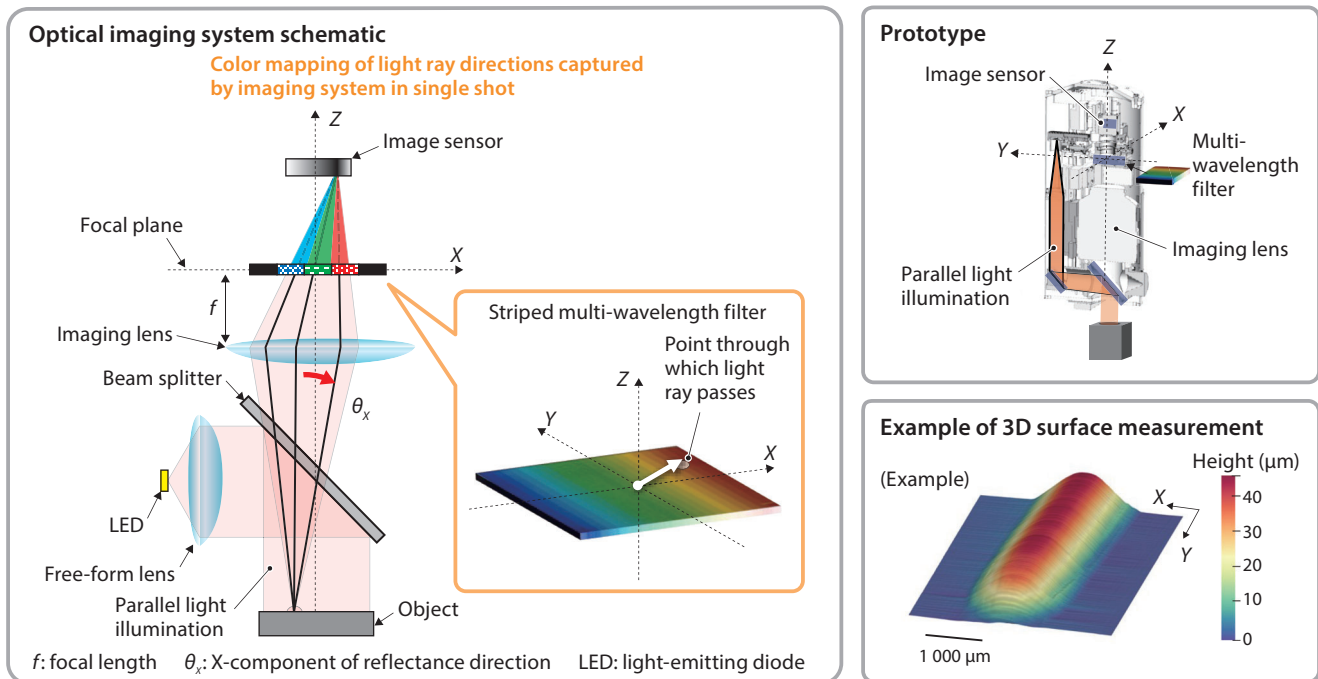 Optical imaging system schematic
Color mapping of light ray directions captured
by imaging system in single shot
Z
Image sensor
Focal plane
X
f
Imaging lens
Beam splitter
θx
LED
Free-form lens
Parallel light
illumination
Object
Striped multi-wavelength filter
Point through
which light
ray passes
Z
Y
X
f: focal length θx: X-component of reflectance direction LED: light-emitting diode
Prototype
Z
Image sensor
X
Y
Multi-
wavelength
filter
Imaging lens
Parallel light
illumination
Example of 3D surface measurement
(Example)
Height (µm)
X
Y
40
30
20
10
0
1 000 µm